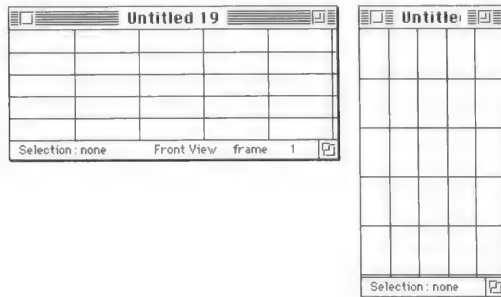 Untitled 19
Selection: none Front View frame 1
Untitle
Selection: none